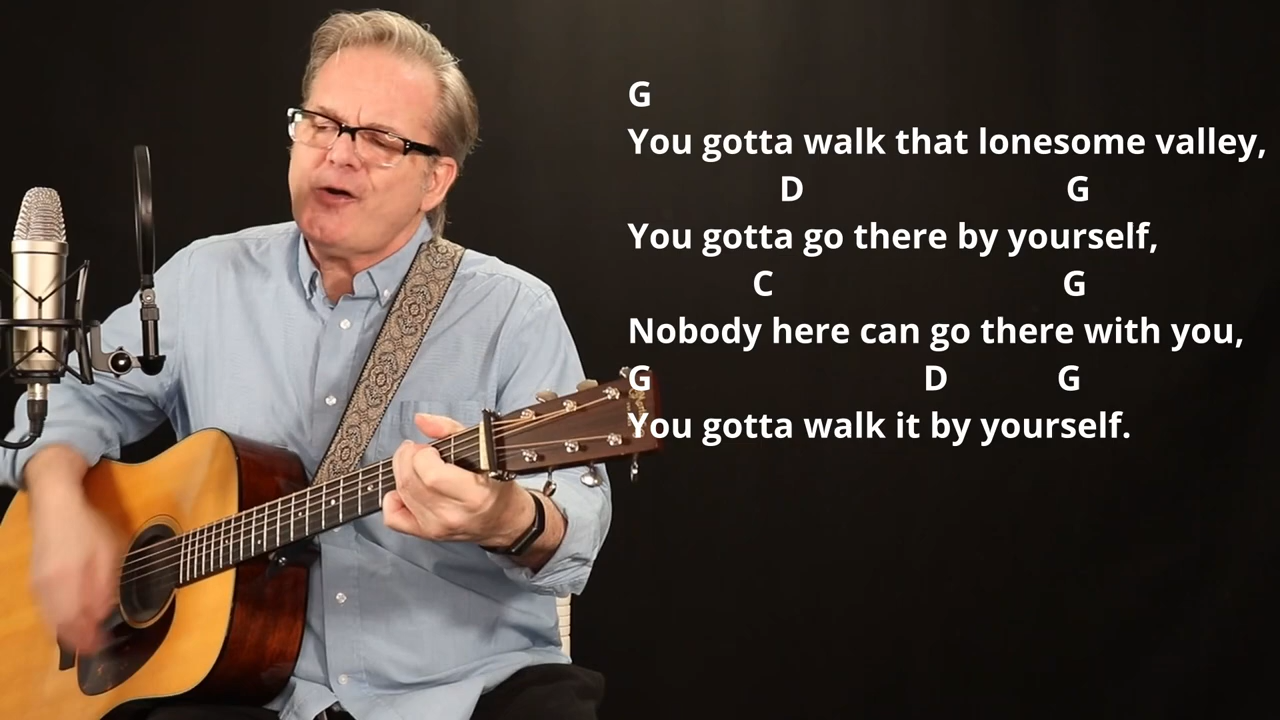 G
You gotta walk that lonesome valley,
D G
You gotta go there by yourself,
C G
Nobody here can go there with you,
G D G
You gotta walk it by yourself.